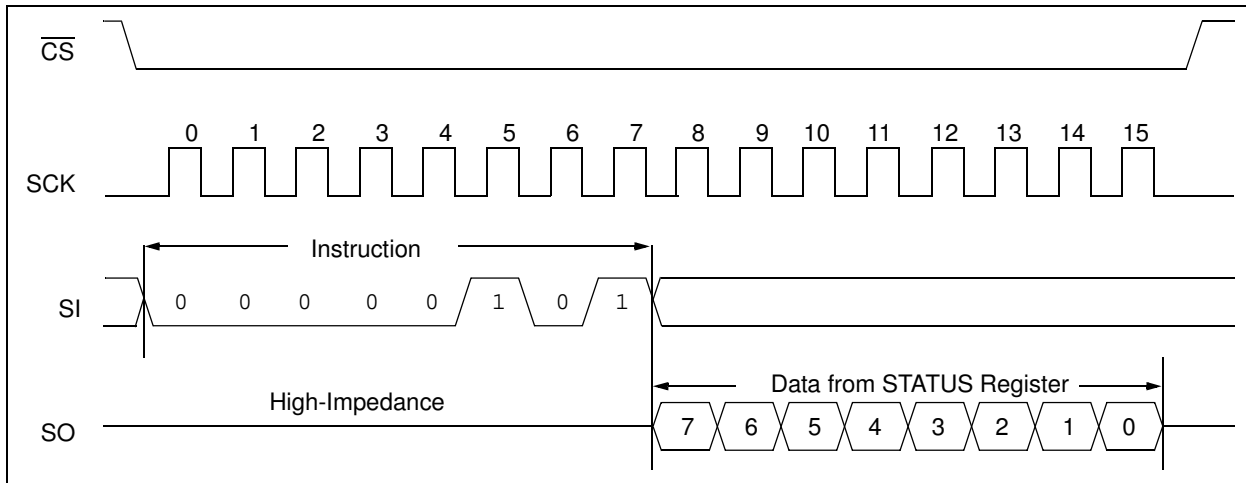 CS
0 1 2 3 4 5 6 7 8 9 10 11 12 13 14 15
SCK
Instruction
SI 0 0 0 0 0 1 0 1
Data from STATUS Register
High-Impedance
SO 7 6 5 4 3 2 1 0